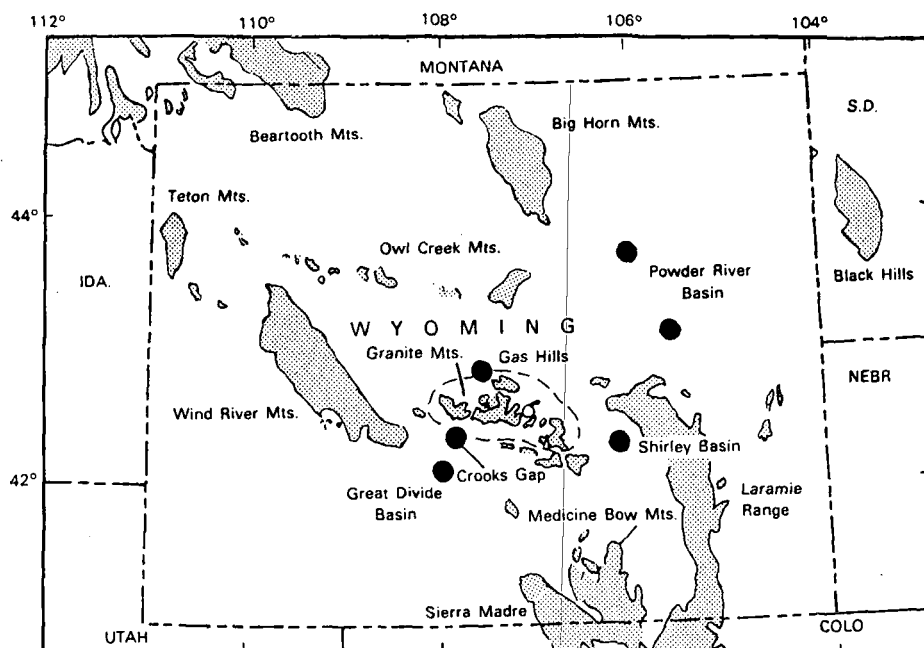 112°
110°
108°
106°
104°
MONTANA
S.D.
Beartooth Mts.
Big Horn Mts.
Teton Mts.
44°
Owl Creek Mts.
IDA.
Powder River
Basin
Black Hills
WYOMING
Granite Mts.
Gas Hills
NEBR
Wind River Mts.
Shirley Basin
42°
Crooks Gap
Great Divide
Basin
Laramie
Range
Medicine Bow Mts.
Sierra Madre
UTAH
COLO